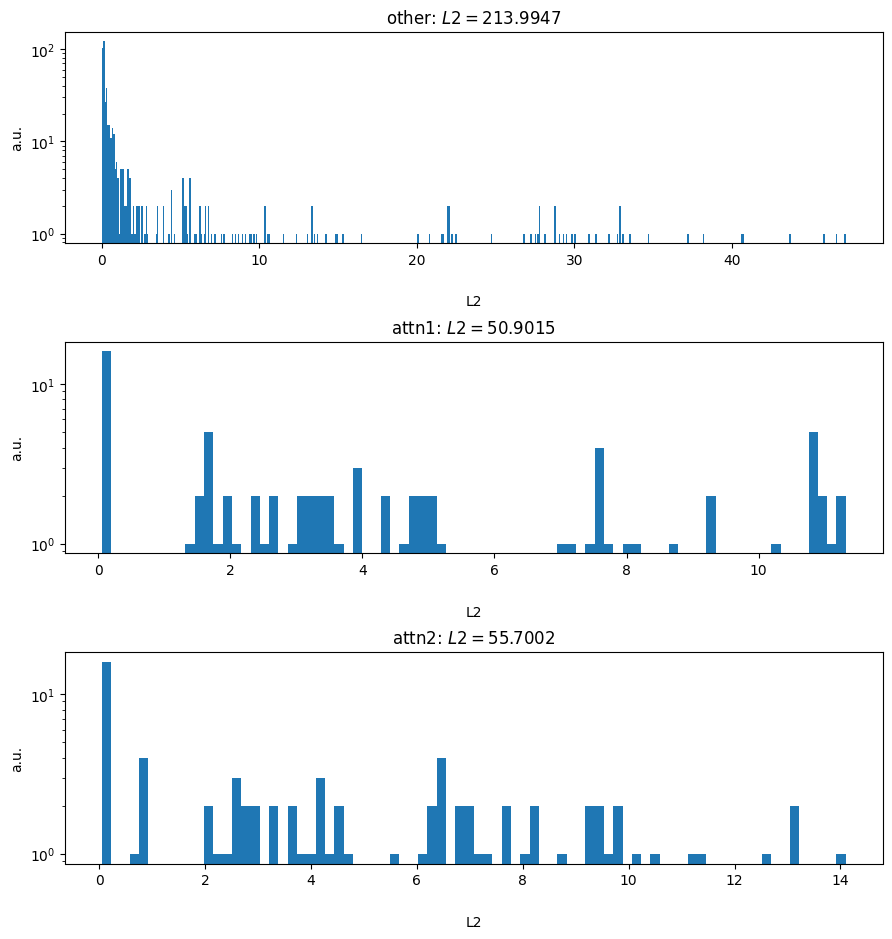 other: L2 = 213.9947
a.u.
10²
10¹
10⁰
0 10 20 30 40
L2
attn1: L2 = 50.9015
a.u.
10¹
10⁰
0 2 4 6 8 10
L2
attn2: L2 = 55.7002
a.u.
10¹
10⁰
0 2 4 6 8 10 12 14
L2